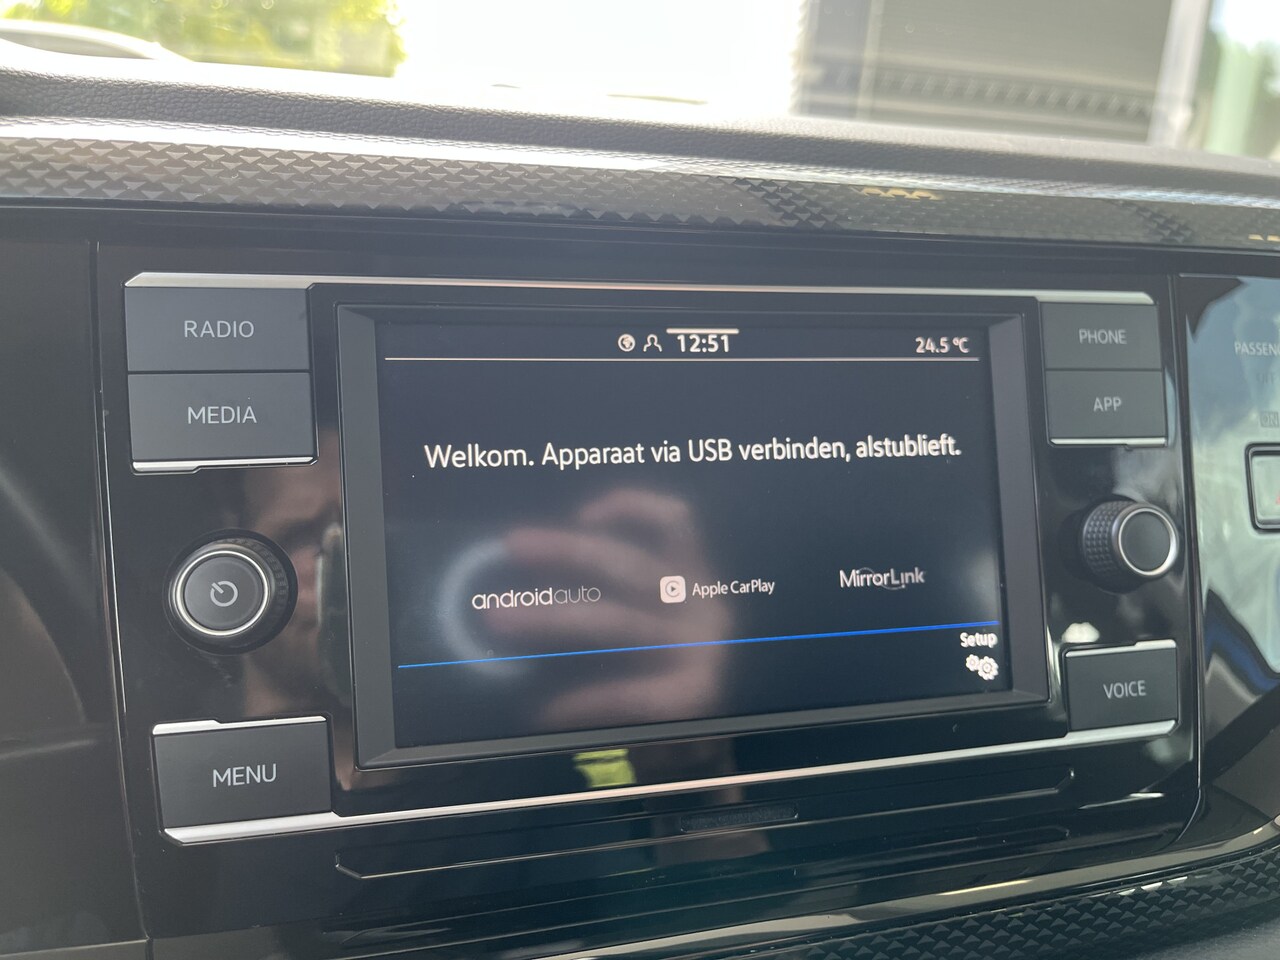 RADIO
MEDIA
MENU
12:51
24.5 °C
Welkom. Apparaat via USB verbinden, alstublieft.
androidauto
Apple CarPlay
MirrorLink
Setup
PHONE
APP
VOICE